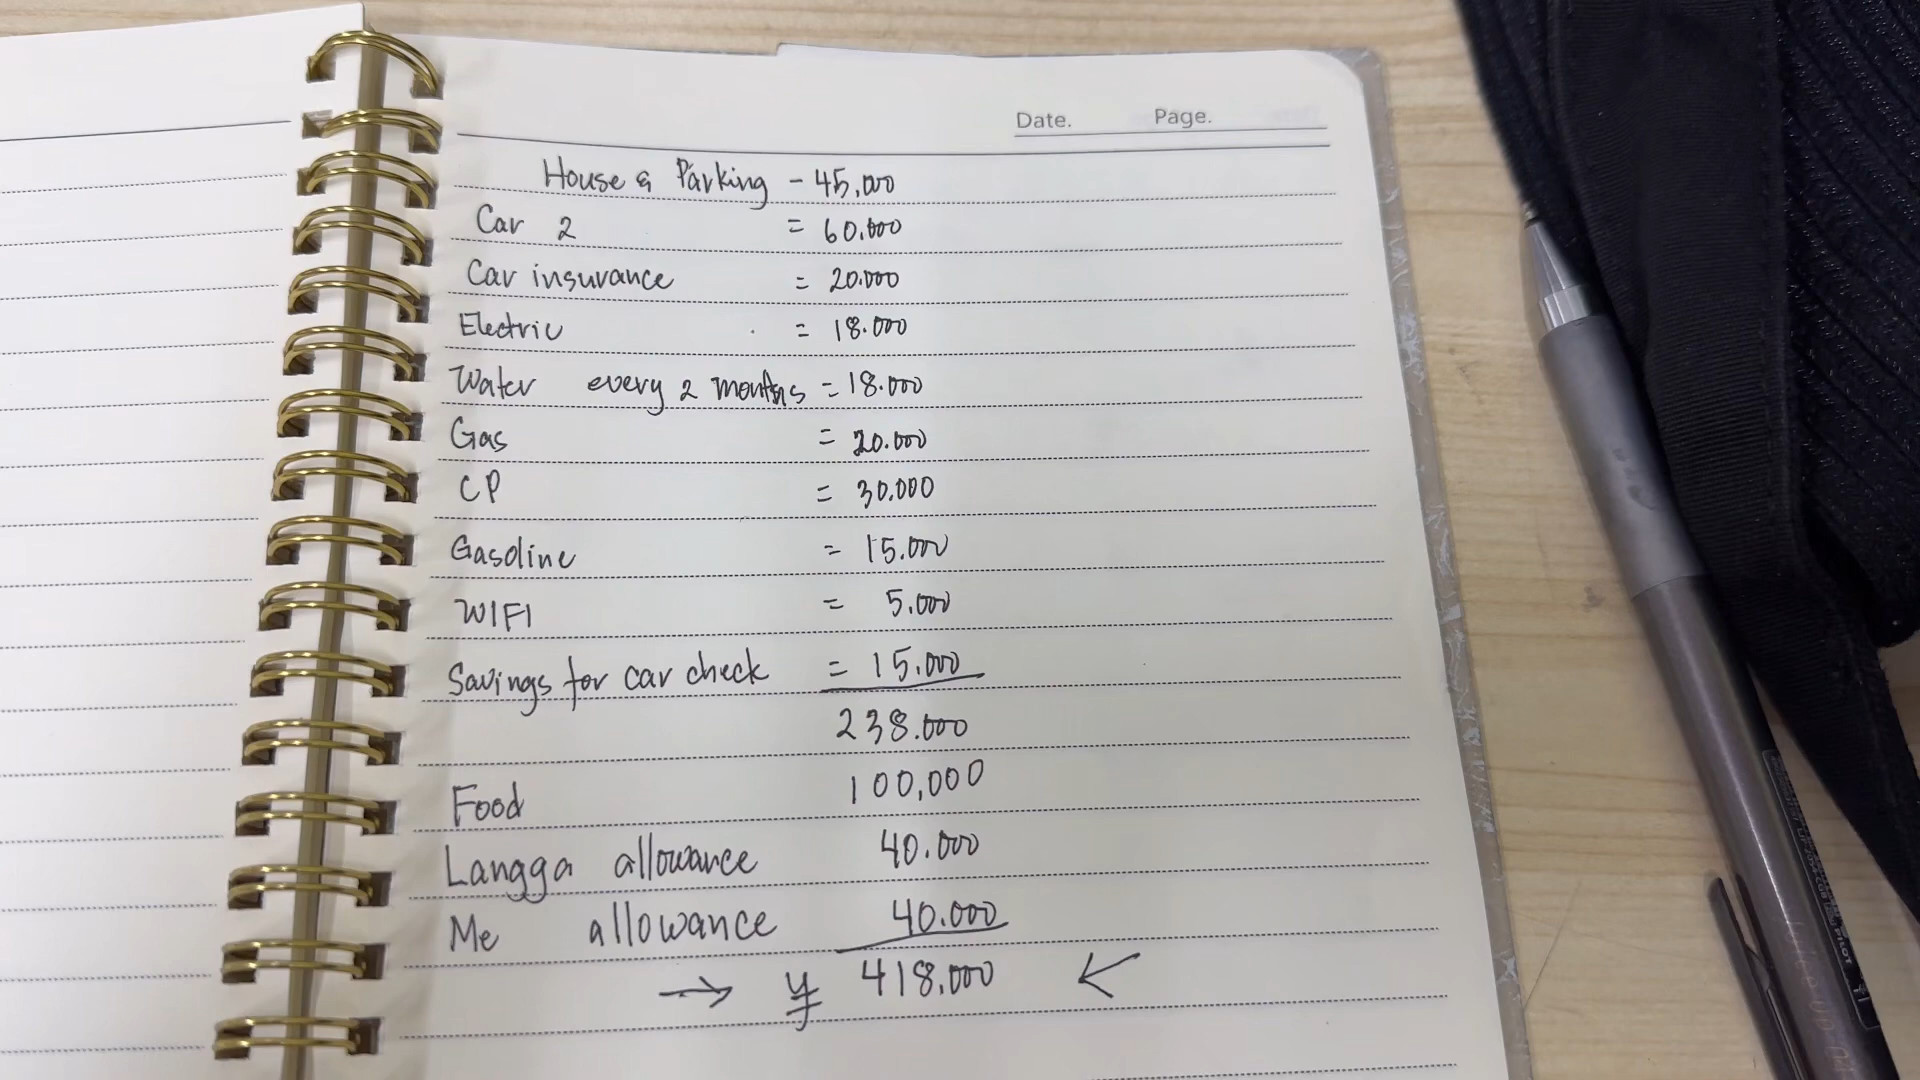 Date. Page.
House & Parking - 45,000
Car 2 = 60.000
Car insurance = 20.000
Electric = 18.000
Water every 2 months = 18.000
Gas = 20.000
CP = 30.000
Gasoline = 15.000
WIFI = 5.000
Savings for car check = 15.000
238.000
Food 100,000
Langga allowance 40.000
Me allowance 40.000
→ ¥ 418.000 ←
PILOT